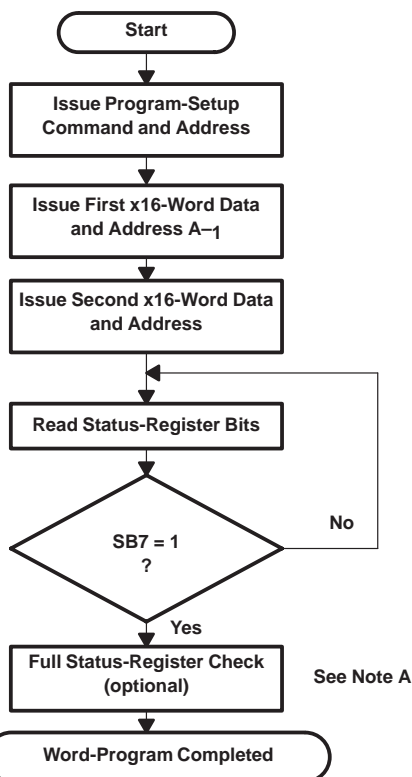 Start
Issue Program-Setup
Command and Address
Issue First x16-Word Data
and Address A–1
Issue Second x16-Word Data
and Address
Read Status-Register Bits
SB7 = 1
?
No
Yes
Full Status-Register Check
(optional)
See Note A
Word-Program Completed